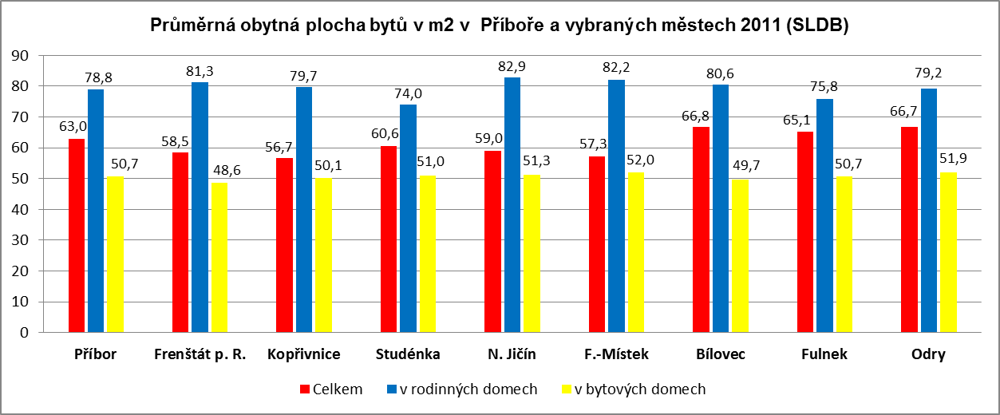 Průměrná obytná plocha bytů v m2 v  Příboře a vybraných městech 2011 (SLDB)
90
80
70
60
50
40
30
20
10
0
63,0 78,8 50,7
58,5 81,3 48,6
56,7 79,7 50,1
60,6 74,0 51,0
59,0 82,9 51,3
57,3 82,2 52,0
66,8 80,6 49,7
65,1 75,8 50,7
66,7 79,2 51,9
Příbor Frenštát p. R. Kopřivnice Studénka N. Jičín F.-Místek Bílovec Fulnek Odry
Celkem v rodinných domech v bytových domech